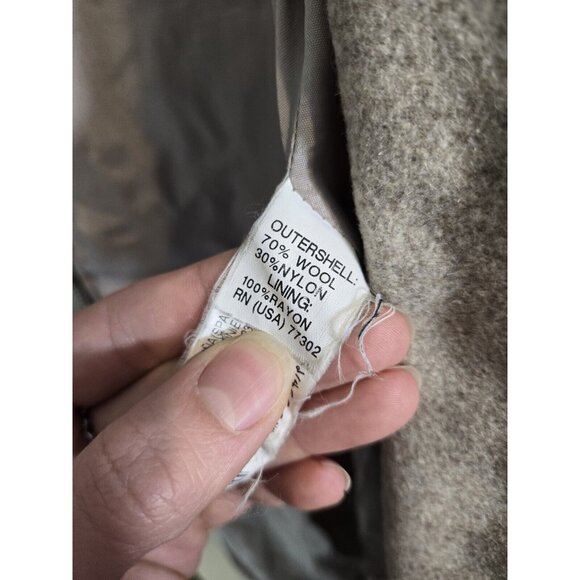 OUTERSHELL:
70% WOOL
30%NYLON
LINING:
100%RAYON
RN (USA) 77302